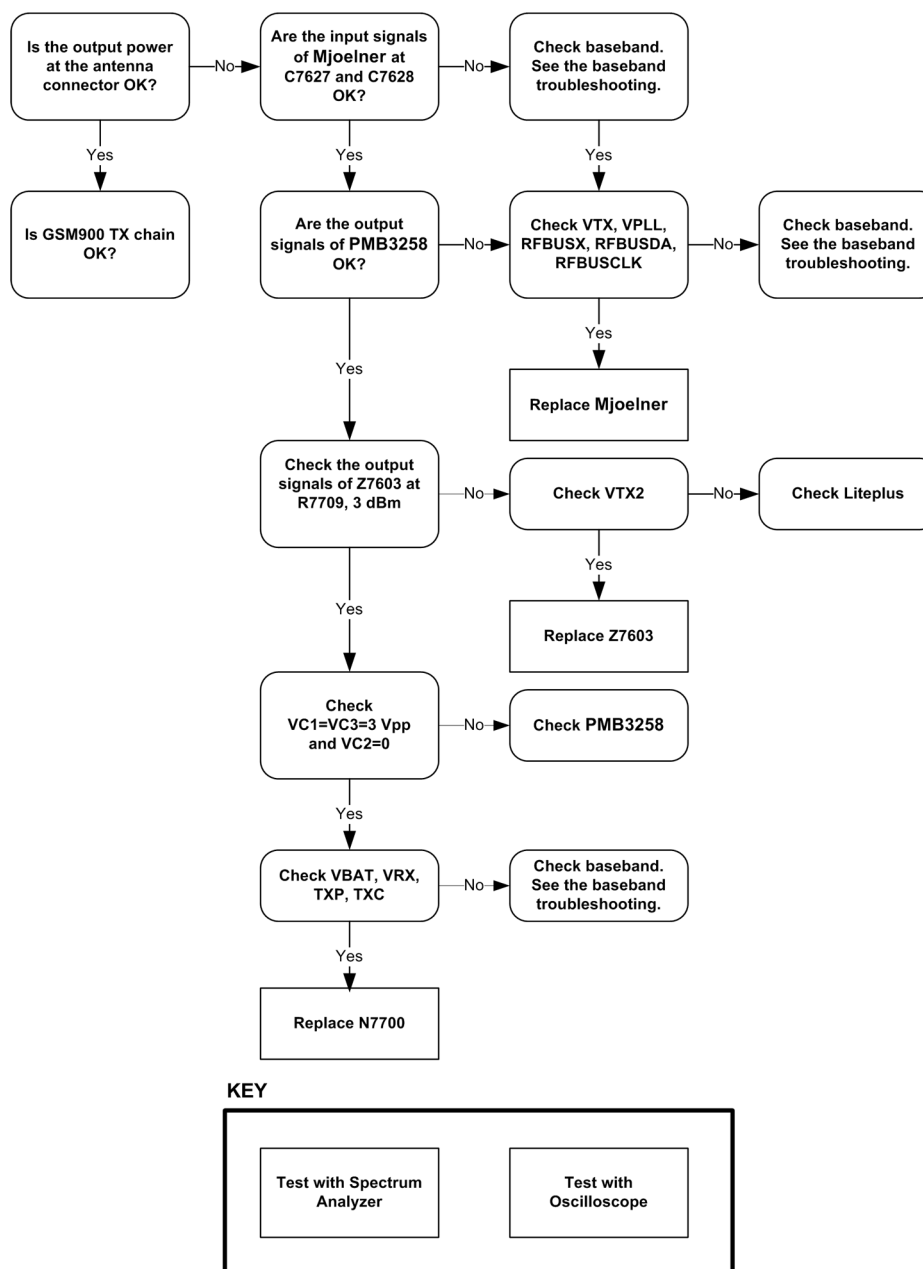 Is the output power
at the antenna
connector OK?
No
Are the input signals
of Mjoelner at
C7627 and C7628
OK?
No
Check baseband.
See the baseband
troubleshooting.
Yes
Yes
Yes
Is GSM900 TX chain
OK?
Are the output
signals of PMB3258
OK?
No
Check VTX, VPLL,
RFBUSX, RFBUSDA,
RFBUSCLK
No
Check baseband.
See the baseband
troubleshooting.
Yes
Yes
Replace Mjoelner
Check the output
signals of Z7603 at
R7709, 3 dBm
No
Check VTX2
No
Check Liteplus
Yes
Yes
Replace Z7603
Check
VC1=VC3=3 Vpp
and VC2=0
No
Check PMB3258
Yes
Check VBAT, VRX,
TXP, TXC
No
Check baseband.
See the baseband
troubleshooting.
Yes
Replace N7700
KEY
Test with Spectrum
Analyzer
Test with
Oscilloscope